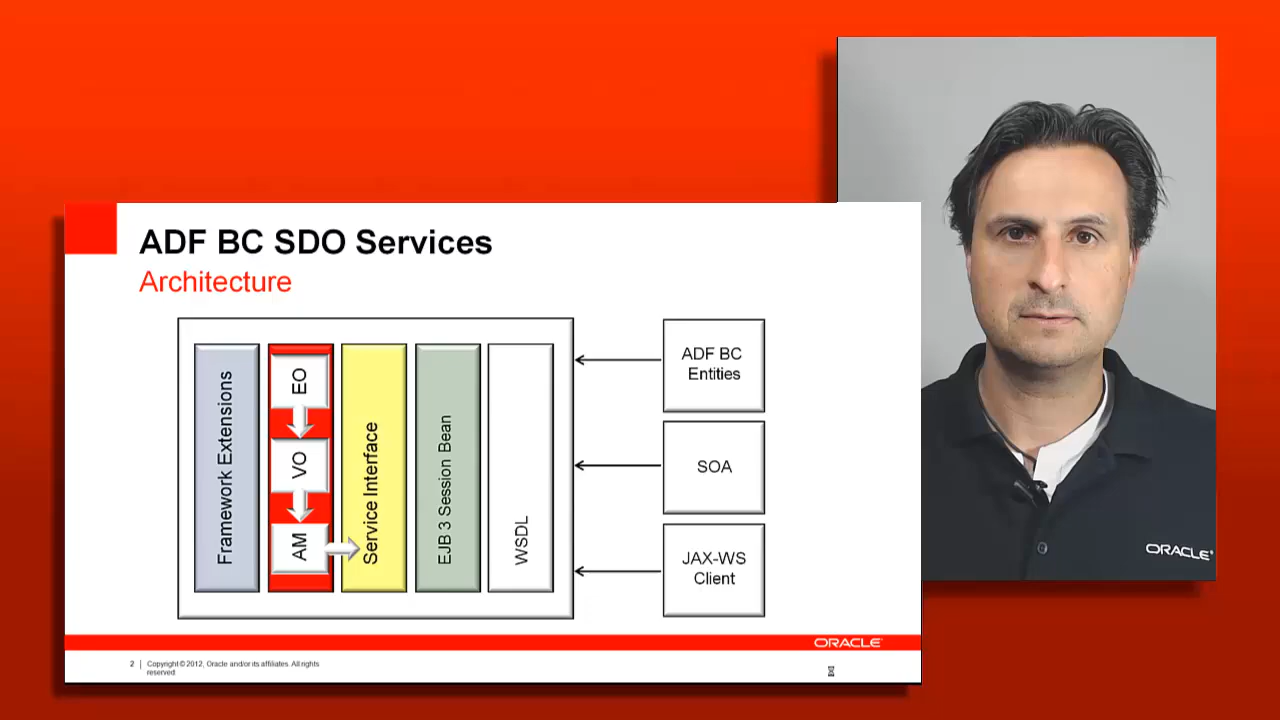 ADF BC SDO Services
Architecture
Framework Extensions
EO
VO
AM
Service Interface
EJB 3 Session Bean
WSDL
ADF BC
Entities
SOA
JAX-WS
Client
ORACLE
2 | Copyright © 2012, Oracle and/or its affiliates. All rights
reserved
ORACLE®